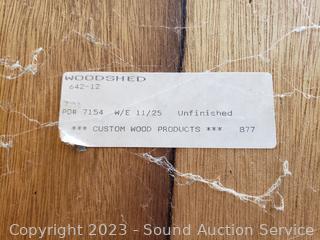 WOODSHED
642-12
PO# 7154 W/E 11/25 Unfinished
*** CUSTOM WOOD PRODUCTS *** 877
Copyright © 2023 - Sound Auction Service